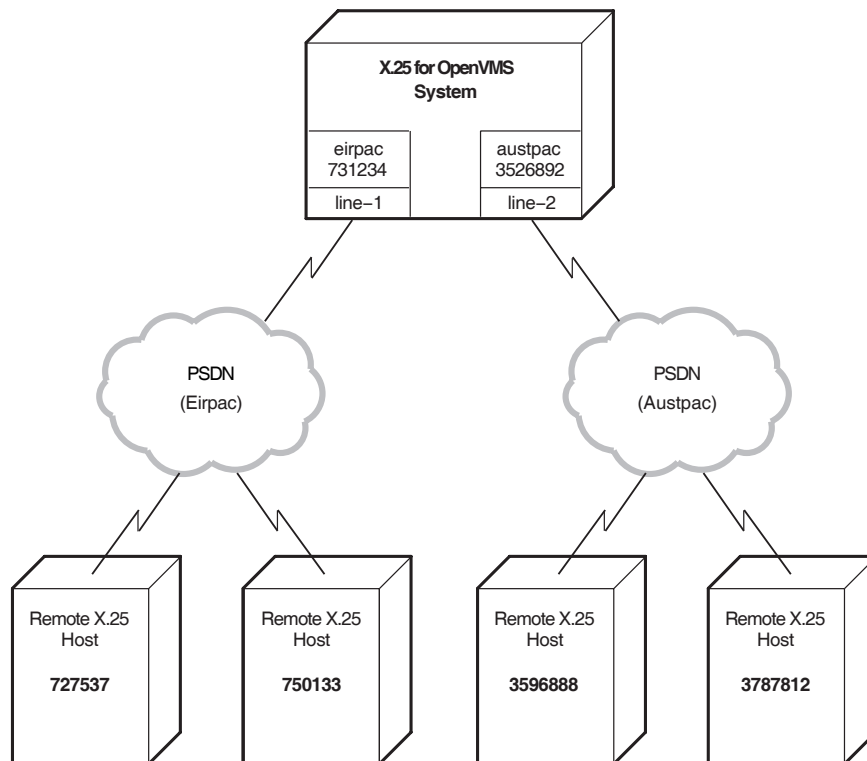 X.25 for OpenVMS
System
eirpac
731234
line−1
austpac
3526892
line−2
PSDN
(Eirpac)
PSDN
(Austpac)
Remote X.25
Host
727537
Remote X.25
Host
750133
Remote X.25
Host
3596888
Remote X.25
Host
3787812